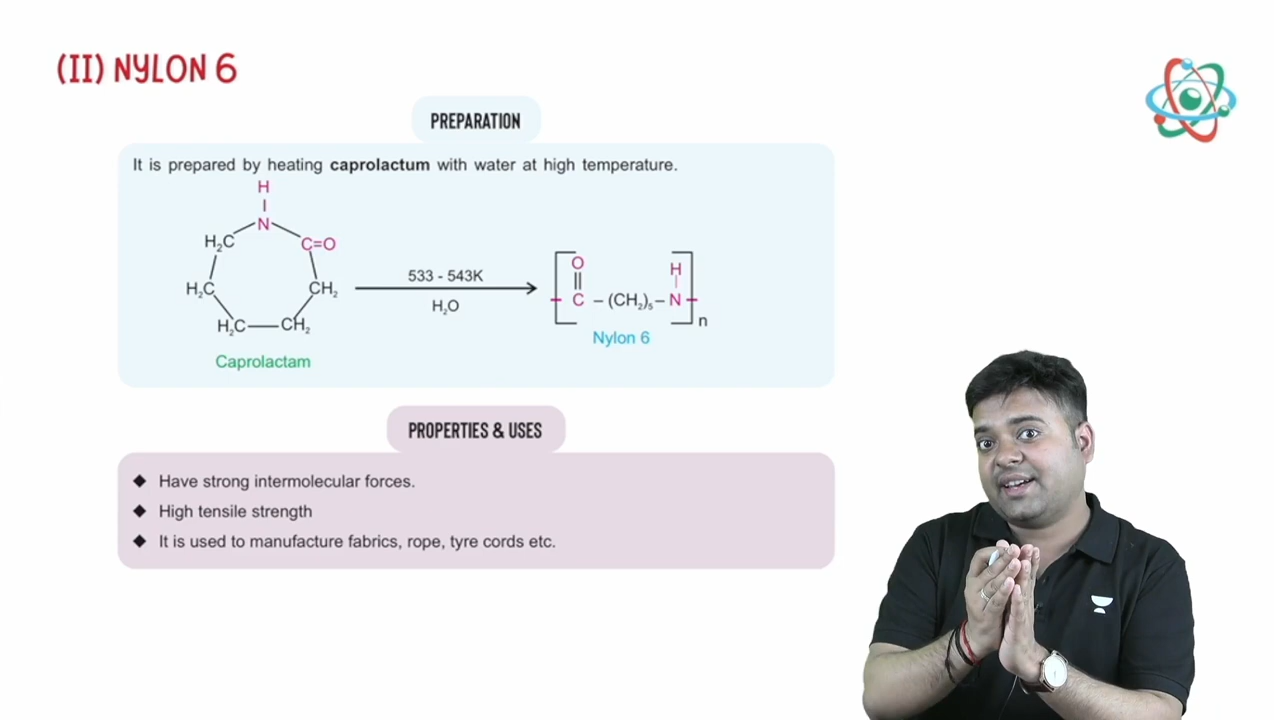 (II) NYLON 6
PREPARATION
It is prepared by heating caprolactum with water at high temperature.
H
N
H₂C
C=O
H₂C
CH₂
H₂C
CH₂
Caprolactam
533 - 543K
H₂O
O
H
C – (CH₂)₅ – N
n
Nylon 6
PROPERTIES & USES
◆ Have strong intermolecular forces.
◆ High tensile strength
◆ It is used to manufacture fabrics, rope, tyre cords etc.